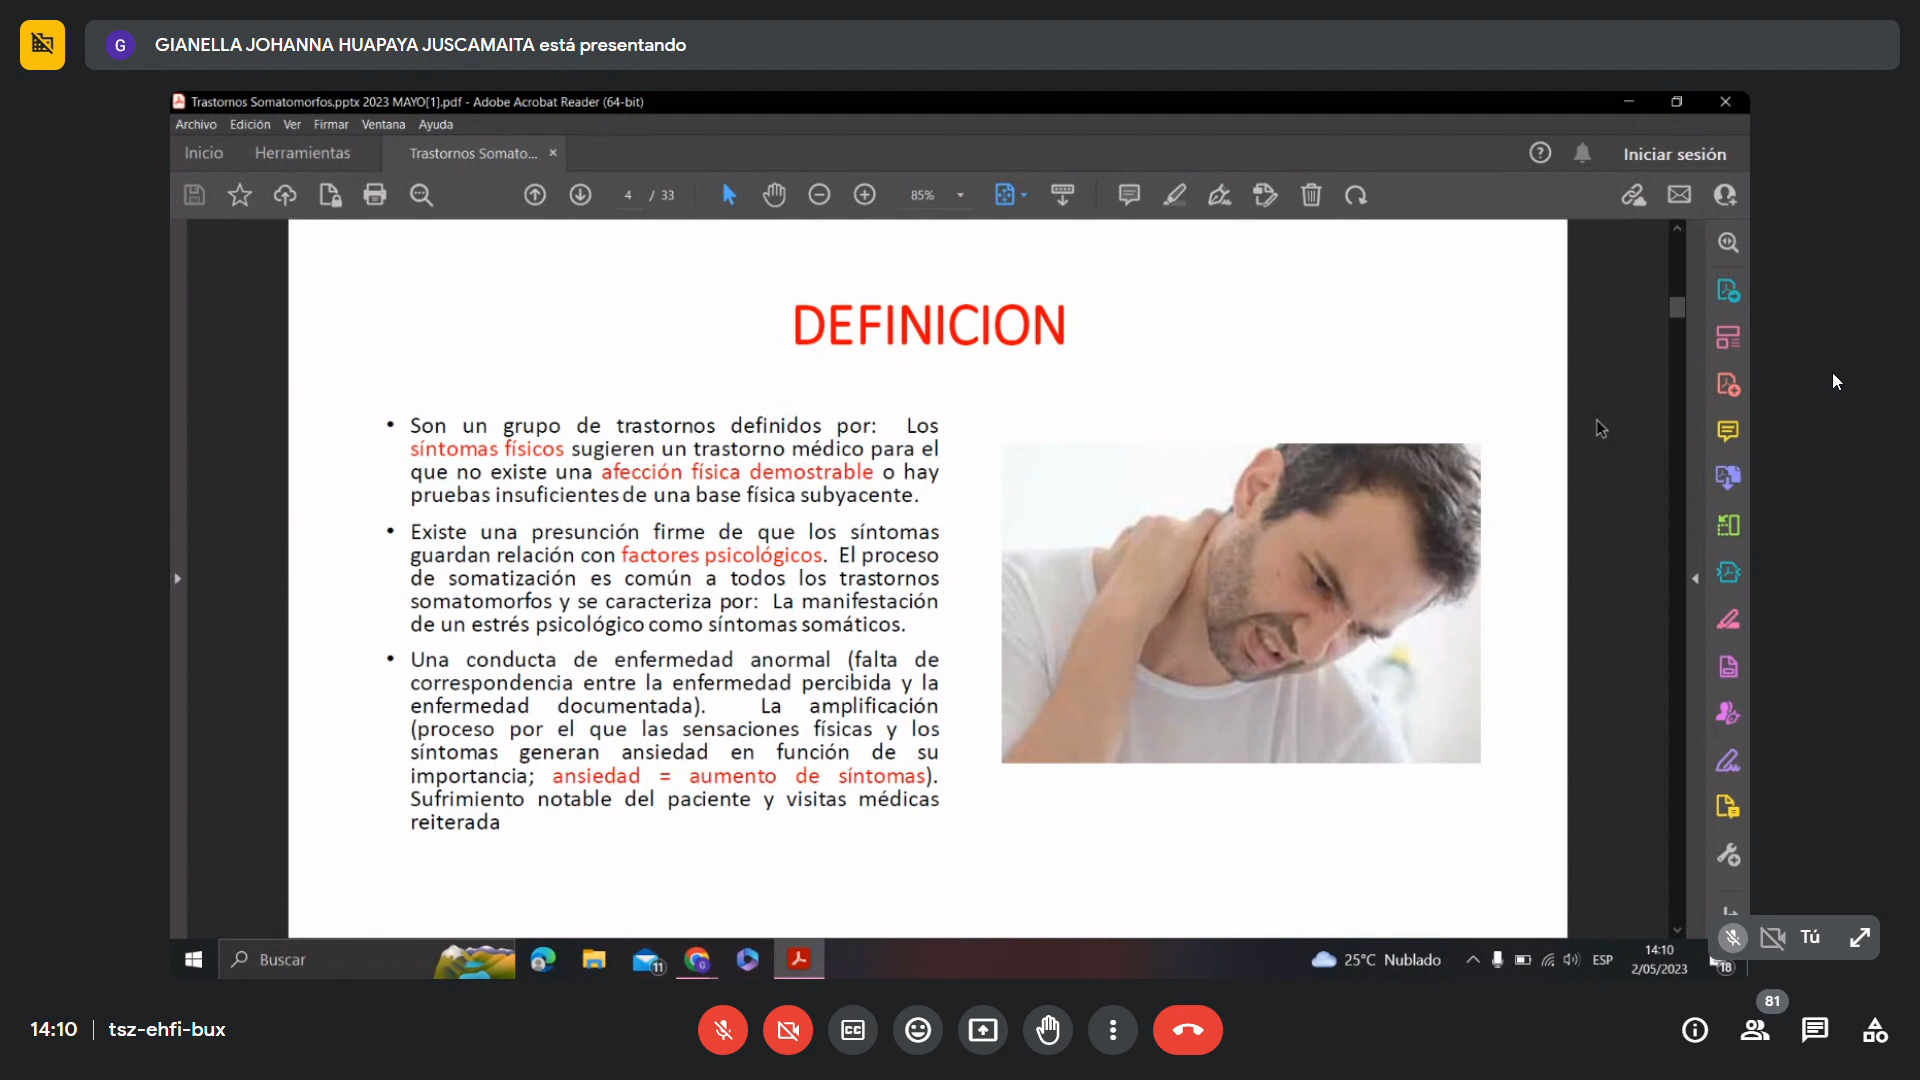 G GIANELLA JOHANNA HUAPAYA JUSCAMAITA está presentando
Trastornos Somatomorfos.pptx 2023 MAYO[1].pdf - Adobe Acrobat Reader (64-bit)
Archivo Edición Ver Firmar Ventana Ayuda
Inicio Herramientas Trastornos Somato... × Iniciar sesión
4 / 33 85%
DEFINICION
• Son un grupo de trastornos definidos por: Los
síntomas físicos sugieren un trastorno médico para el
que no existe una afección física demostrable o hay
pruebas insuficientes de una base física subyacente.
• Existe una presunción firme de que los síntomas
guardan relación con factores psicológicos. El proceso
de somatización es común a todos los trastornos
somatomorfos y se caracteriza por: La manifestación
de un estrés psicológico como síntomas somáticos.
• Una conducta de enfermedad anormal (falta de
correspondencia entre la enfermedad percibida y la
enfermedad documentada). La amplificación
(proceso por el que las sensaciones físicas y los
síntomas generan ansiedad en función de su
importancia; ansiedad = aumento de síntomas).
Sufrimiento notable del paciente y visitas médicas
reiterada
Tú
Buscar 11 25°C Nublado ESP 14:10
2/05/2023 18
81
14:10 | tsz-ehfi-bux CC